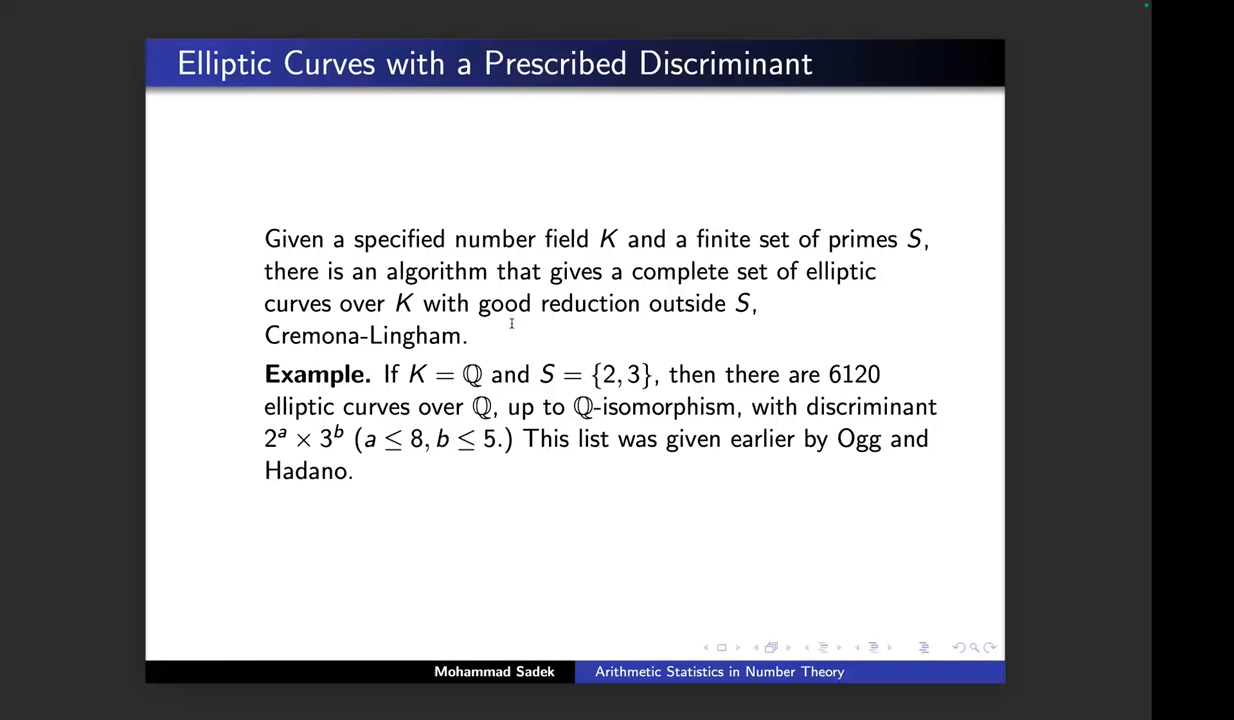 Elliptic Curves with a Prescribed Discriminant
Given a specified number field K and a finite set of primes S,
there is an algorithm that gives a complete set of elliptic
curves over K with good reduction outside S,
Cremona-Lingham.
Example. If K = ℚ and S = {2, 3}, then there are 6120
elliptic curves over ℚ, up to ℚ-isomorphism, with discriminant
2ᵃ × 3ᵇ (a ≤ 8, b ≤ 5.) This list was given earlier by Ogg and
Hadano.
Mohammad Sadek
Arithmetic Statistics in Number Theory